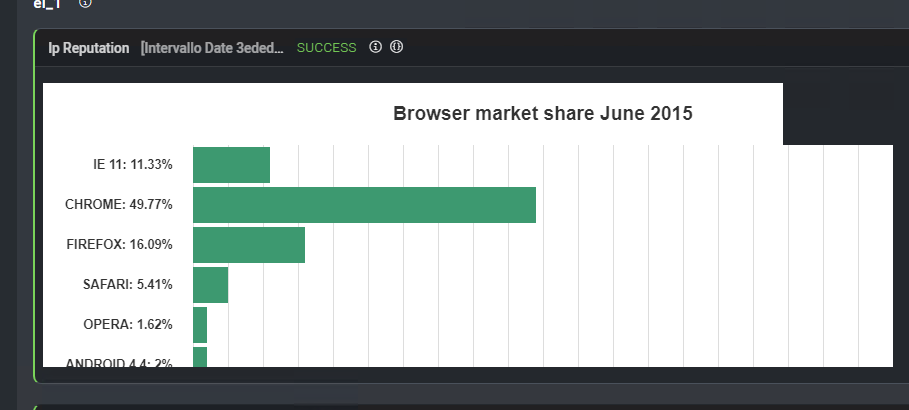 el_1
Ip Reputation [Intervallo Date 3eded... SUCCESS
Browser market share June 2015
IE 11: 11.33%
CHROME: 49.77%
FIREFOX: 16.09%
SAFARI: 5.41%
OPERA: 1.62%
ANDROID 4.4: 2%